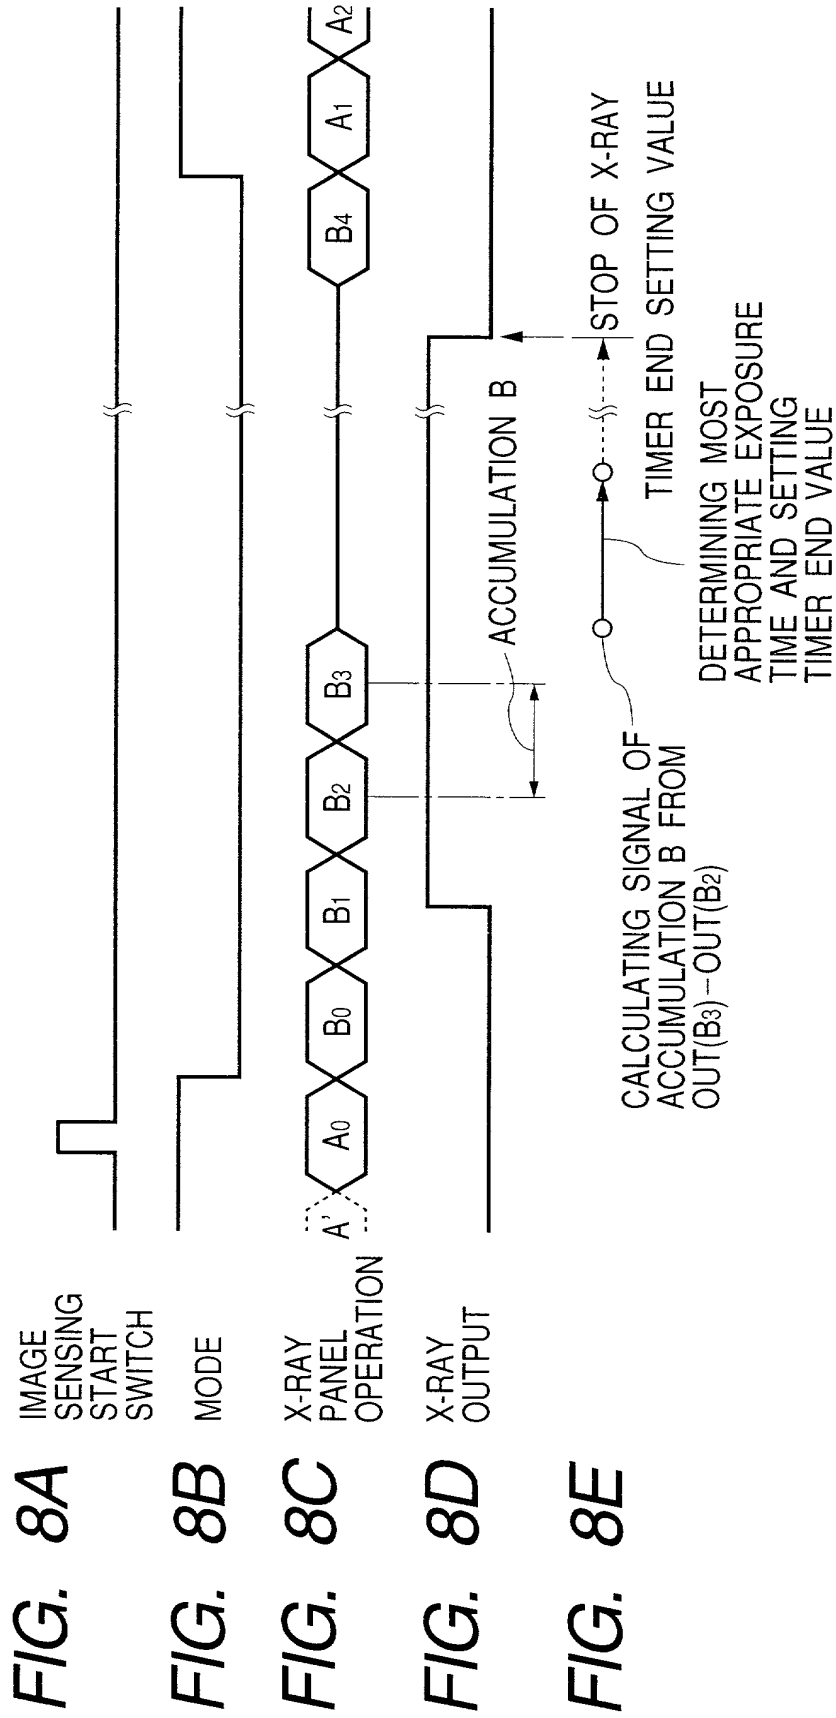 FIG. 8A
IMAGE
SENSING
START
SWITCH
FIG. 8B
MODE
FIG. 8C
X-RAY
PANEL
OPERATION
A' A0 B0 B1 B2 B3 B4 A1 A2
FIG. 8D
X-RAY
OUTPUT
ACCUMULATION B
FIG. 8E
CALCULATING SIGNAL OF
ACCUMULATION B FROM
OUT(B3)−OUT(B2)
DETERMINING MOST
APPROPRIATE EXPOSURE
TIME AND SETTING
TIMER END VALUE
STOP OF X-RAY
TIMER END SETTING VALUE